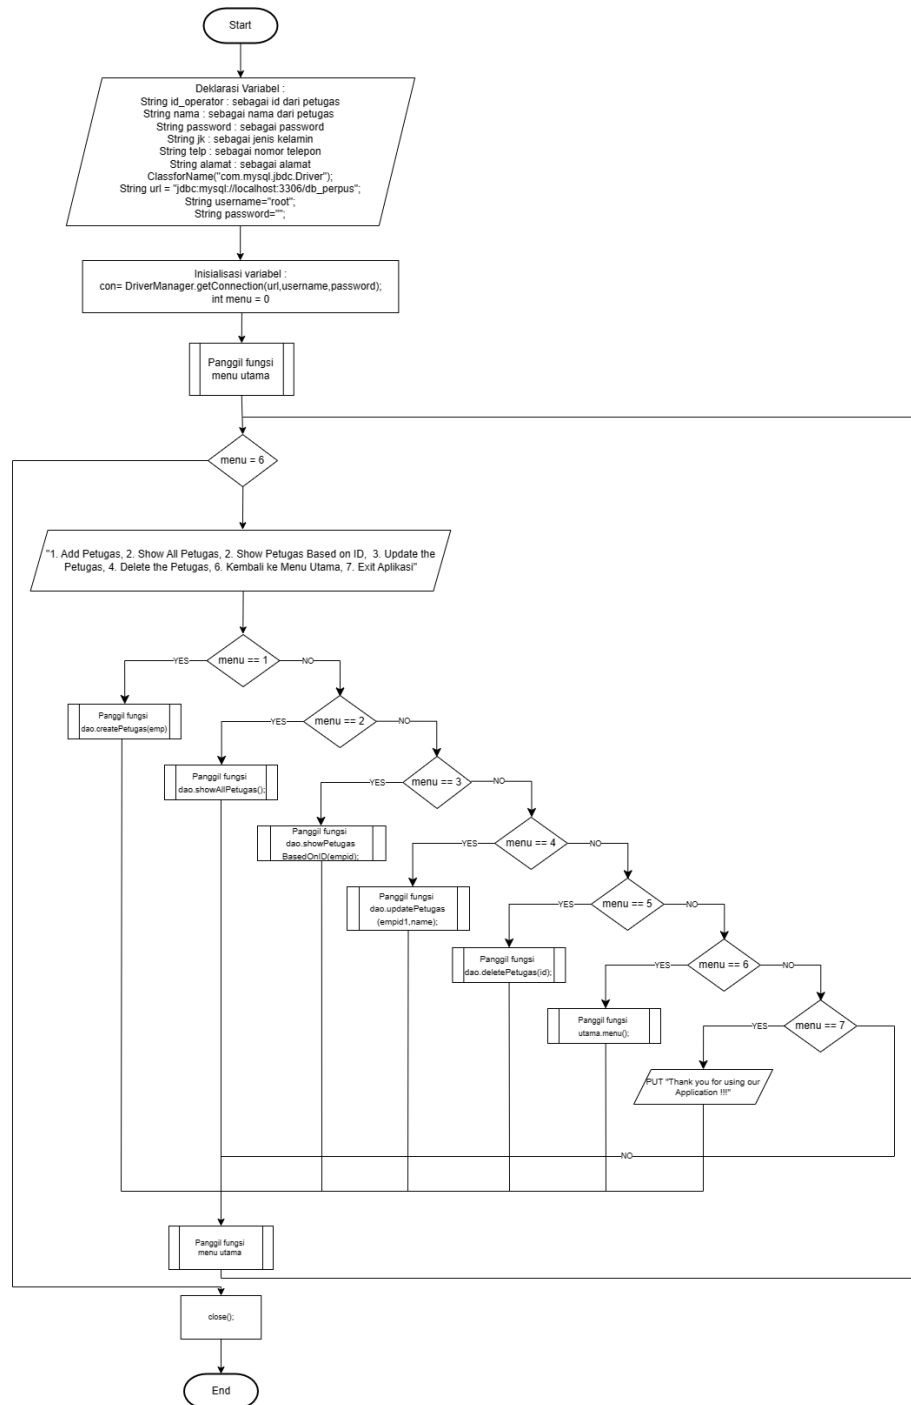 Start
Deklarasi Variabel :
String id_operator : sebagai id dari petugas
String nama : sebagai nama dari petugas
String password : sebagai password
String jk : sebagai jenis kelamin
String telp : sebagai nomor telepon
String alamat : sebagai alamat
ClassforName("com.mysql.jbdc.Driver");
String url = "jdbc:mysql://localhost:3306/db_perpus";
String username="root";
String password="";
Inisialisasi variabel :
con= DriverManager.getConnection(url,username,password);
int menu = 0
Panggil fungsi
menu utama
menu = 6
"1. Add Petugas, 2. Show All Petugas, 2. Show Petugas Based on ID, 3. Update the
Petugas, 4. Delete the Petugas, 6. Kembali ke Menu Utama, 7. Exit Aplikasi"
YES
menu == 1
NO
Panggil fungsi
dao.createPetugas(emp)
YES
menu == 2
NO
Panggil fungsi
dao.showAllPetugas();
YES
menu == 3
NO
Panggil fungsi
dao.showPetugas
BasedOnID(empid);
YES
menu == 4
NO
Panggil fungsi
dao.updatePetugas
(empid1,name);
YES
menu == 5
NO
Panggil fungsi
dao.deletePetugas(id);
YES
menu == 6
NO
Panggil fungsi
utama.menu();
YES
menu == 7
PUT "Thank you for using our
Application !!!"
NO
Panggil fungsi
menu utama
close();
End